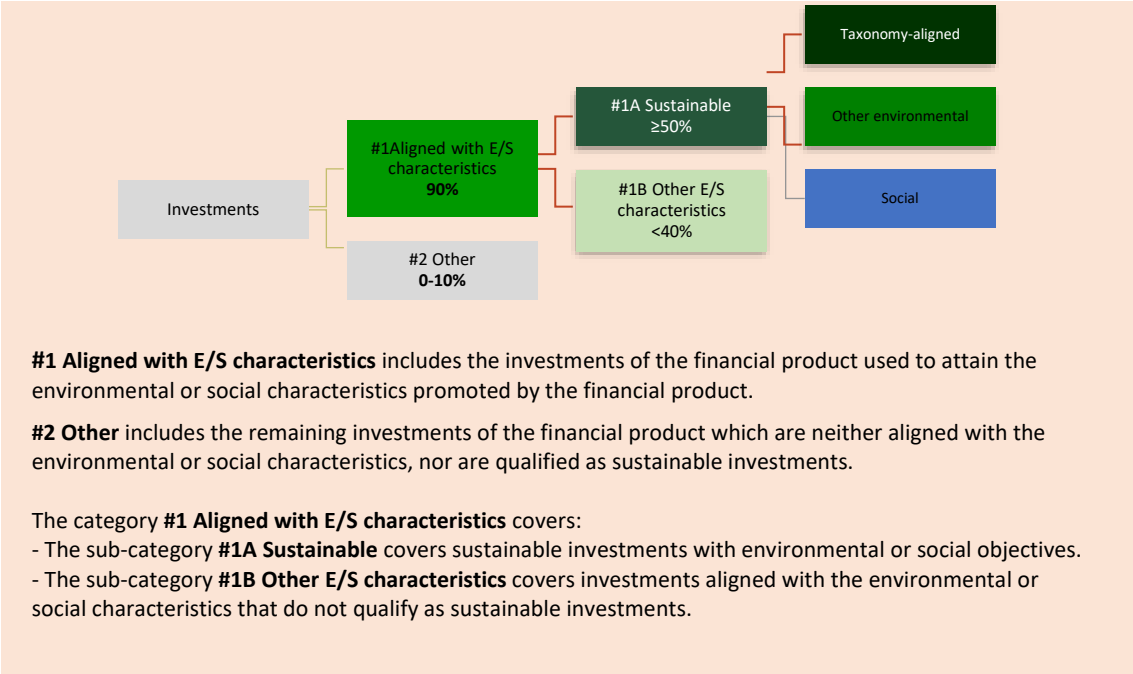 Taxonomy-aligned
#1A Sustainable
≥50%
Other environmental
#1Aligned with E/S
characteristics
90%
#1B Other E/S
characteristics
<40%
Social
Investments
#2 Other
0-10%
#1 Aligned with E/S characteristics includes the investments of the financial product used to attain the
environmental or social characteristics promoted by the financial product.
#2 Other includes the remaining investments of the financial product which are neither aligned with the
environmental or social characteristics, nor are qualified as sustainable investments.
The category #1 Aligned with E/S characteristics covers:
- The sub-category #1A Sustainable covers sustainable investments with environmental or social objectives.
- The sub-category #1B Other E/S characteristics covers investments aligned with the environmental or
social characteristics that do not qualify as sustainable investments.